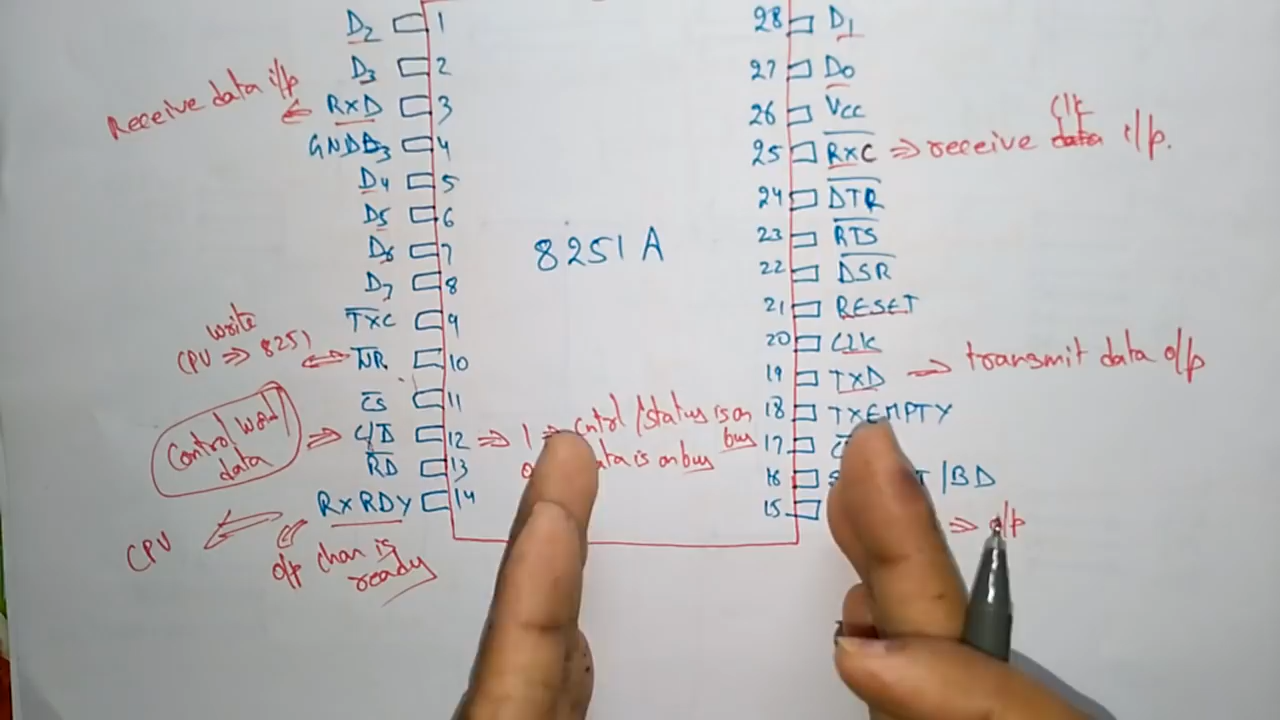 D2 1
D3 2
Receive data i/p
RXD 3
GND D3 4
D4 5
D5 6
D6 7
D7 8
TXC 9
write
CPU ⇒ 8251
WR 10
CS 11
Control word/
data
C/D 12 ⇒ 1 ⇒ cntrl /status is on
bus
data is on bus
RD 13
RXRDY 14
CPU
o/p char is
ready
8251 A
28 D1
27 D0
26 VCC
25 RXC ⇒ receive data i/p.
clk
24 DTR
23 RTS
22 DSR
21 RESET
20 CLK
19 TXD → transmit data o/p
18 TXEMPTY
17
16 /BD
15 ⇒ o/p